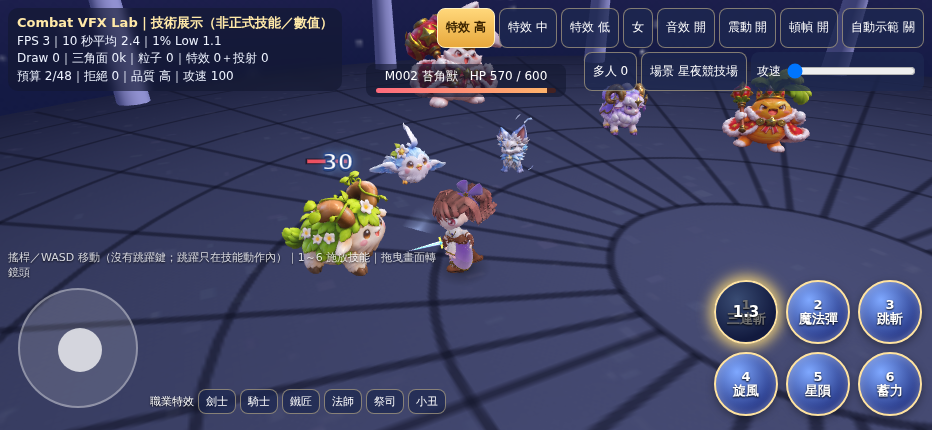 Combat VFX Lab｜技術展示（非正式技能／數值）
FPS 3｜10 秒平均 2.4｜1% Low 1.1
Draw 0｜三角面 0k｜粒子 0｜特效 0＋投射 0
預算 2/48｜拒絕 0｜品質 高｜攻速 100
特效 高
特效 中
特效 低
女
音效 開
震動 開
頓幀 開
自動示範 關
多人 0
場景 星夜競技場
攻速
M002 苔角獸 HP 570 / 600
30
搖桿／WASD 移動（沒有跳躍鍵；跳躍只在技能動作內）｜1～6 施放技能｜拖曳畫面轉
鏡頭
1
三連斬
1.3
2
魔法彈
3
跳斬
4
旋風
5
星隕
6
蓄力
職業特效
劍士
騎士
鐵匠
法師
祭司
小丑